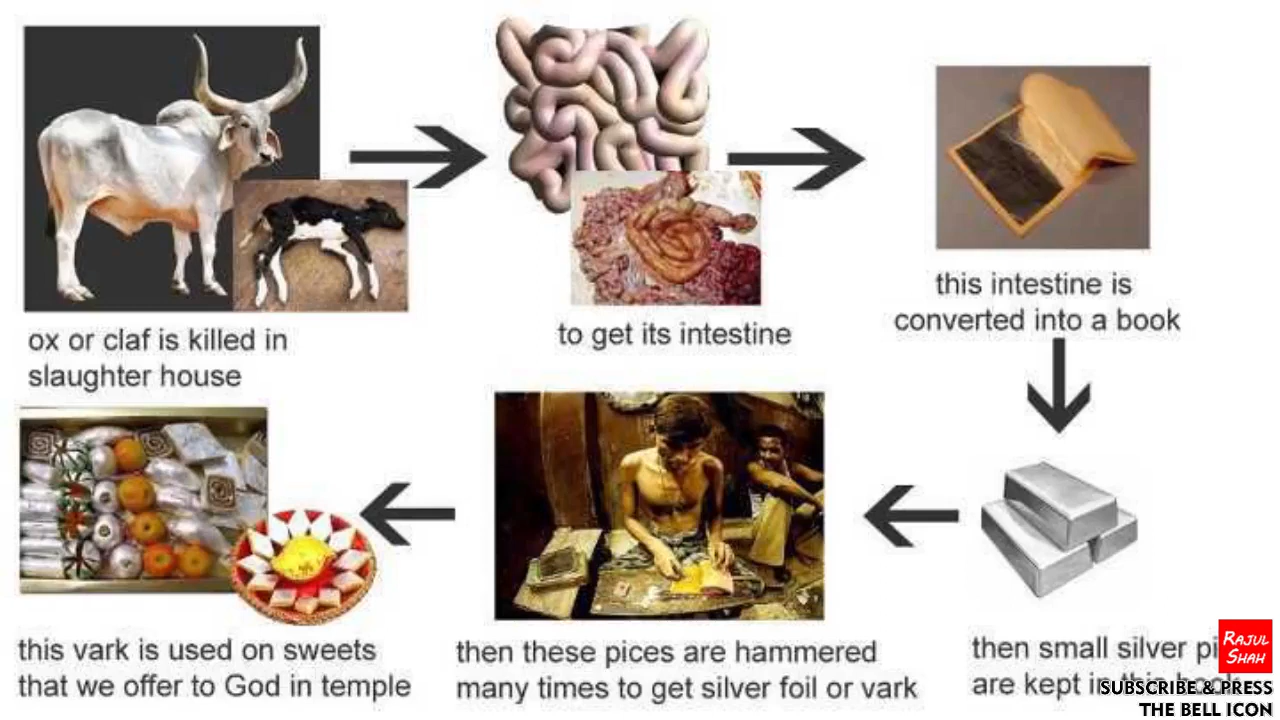 ox or claf is killed in
slaughter house
to get its intestine
this intestine is
converted into a book
then small silver
are kept in
then these pices are hammered
many times to get silver foil or vark
this vark is used on sweets
that we offer to God in temple
RAJUL
SHAH
SUBSCRIBE & PRESS
THE BELL ICON